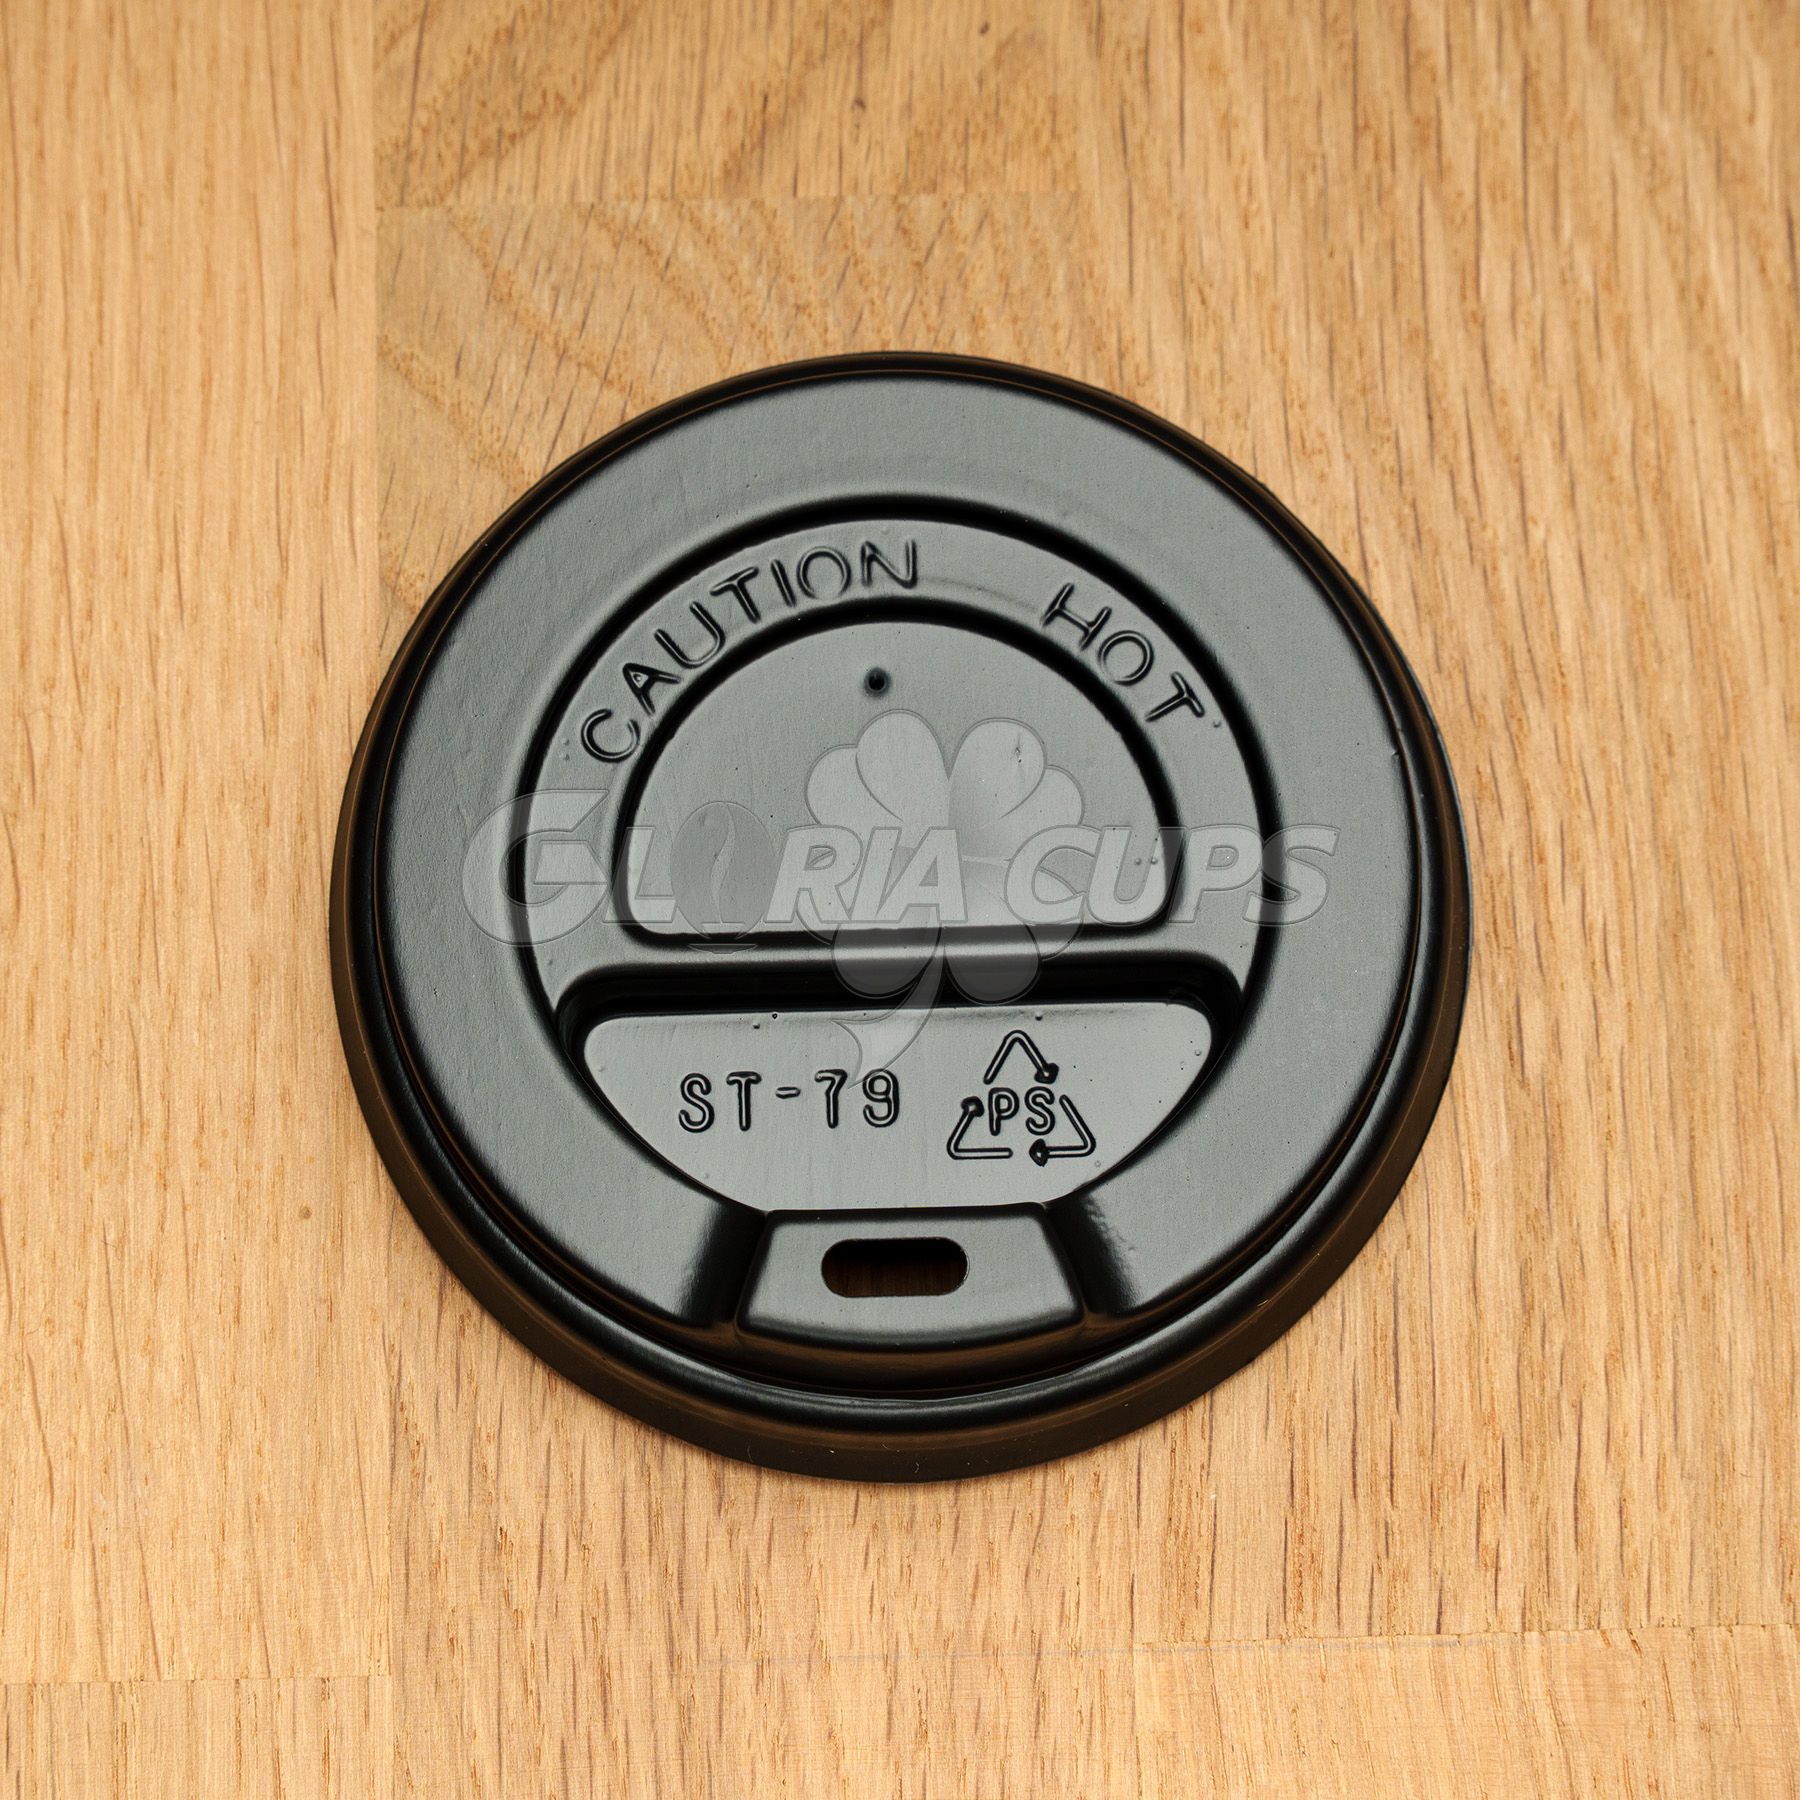 CAUTION HOT
GLORIA CUPS
ST-79 PS